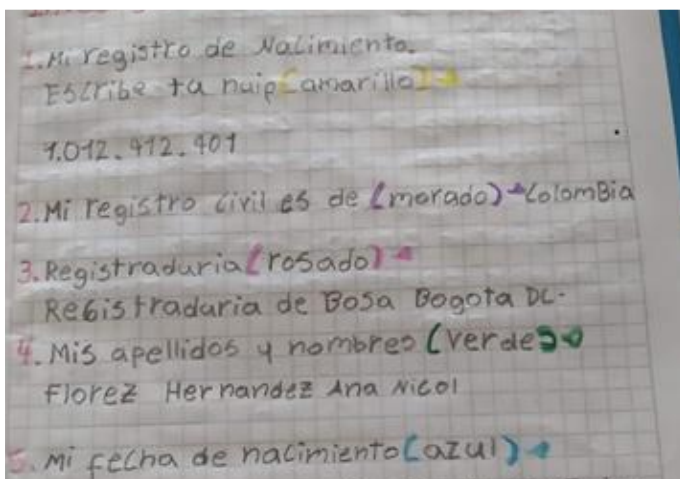 1. Mi registro de Nacimiento.
Escribe tu nuip (amarillo)
1.012.912.901
2. Mi registro civil es de (morado) Colombia
3. Registraduria (rosado)
Registraduria de Bosa Bogota DC.
4. Mis apellidos y nombres (verde)
Florez Hernandez Ana Nicol
5. Mi fecha de nacimiento (azul)